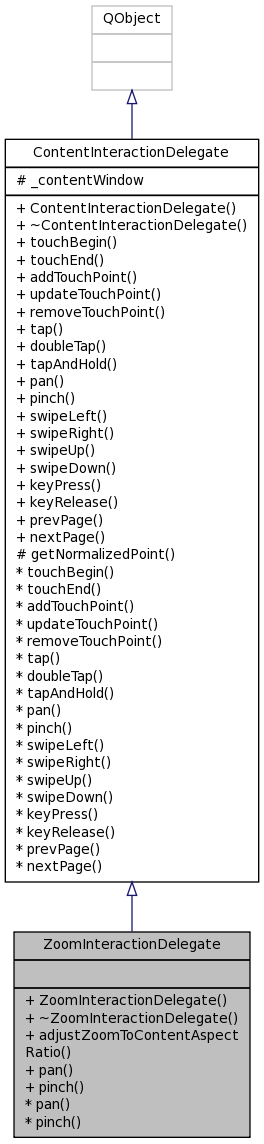 QObject
ContentInteractionDelegate
# _contentWindow
+ ContentInteractionDelegate()
+ ~ContentInteractionDelegate()
+ touchBegin()
+ touchEnd()
+ addTouchPoint()
+ updateTouchPoint()
+ removeTouchPoint()
+ tap()
+ doubleTap()
+ tapAndHold()
+ pan()
+ pinch()
+ swipeLeft()
+ swipeRight()
+ swipeUp()
+ swipeDown()
+ keyPress()
+ keyRelease()
+ prevPage()
+ nextPage()
# getNormalizedPoint()
* touchBegin()
* touchEnd()
* addTouchPoint()
* updateTouchPoint()
* removeTouchPoint()
* tap()
* doubleTap()
* tapAndHold()
* pan()
* pinch()
* swipeLeft()
* swipeRight()
* swipeUp()
* swipeDown()
* keyPress()
* keyRelease()
* prevPage()
* nextPage()
ZoomInteractionDelegate
+ ZoomInteractionDelegate()
+ ~ZoomInteractionDelegate()
+ adjustZoomToContentAspect
Ratio()
+ pan()
+ pinch()
* pan()
* pinch()